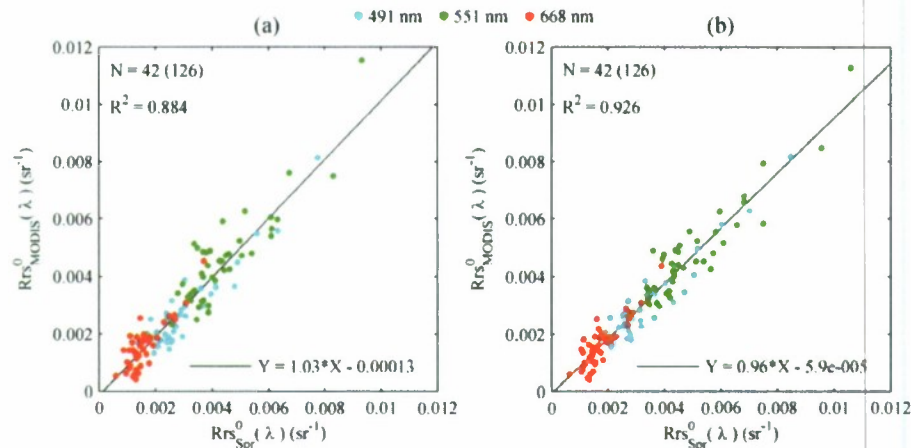 491 nm 551 nm 668 nm
(a)
0.012
0.01
0.008
0.006
0.004
0.002
0
N = 42 (126)
R² = 0.884
Y = 1.03*X - 0.00013
0 0.002 0.004 0.006 0.008 0.01 0.012
Rrs⁰Spr(λ) (sr⁻¹)
Rrs⁰MODIS(λ) (sr⁻¹)
(b)
0.012
0.01
0.008
0.006
0.004
0.002
0
N = 42 (126)
R² = 0.926
Y = 0.96*X - 5.9e-005
0 0.002 0.004 0.006 0.008 0.01 0.012
Rrs⁰Spr(λ) (sr⁻¹)
Rrs⁰MODIS(λ) (sr⁻¹)